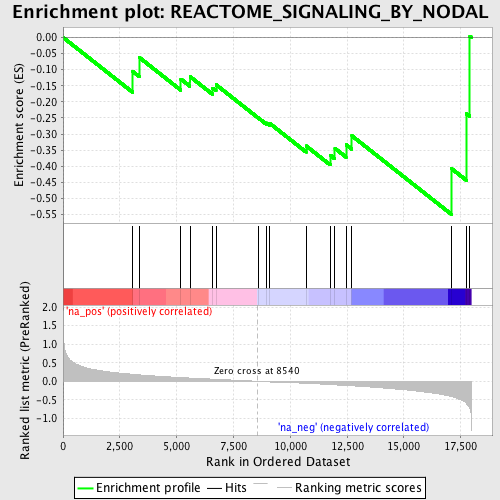 Enrichment plot: REACTOME_SIGNALING_BY_NODAL
Enrichment score (ES)
0.00
-0.05
-0.10
-0.15
-0.20
-0.25
-0.30
-0.35
-0.40
-0.45
-0.50
-0.55
'na_pos' (positively correlated)
Ranked list metric (PreRanked)
2.0
1.5
1.0
0.5
0.0
-0.5
-1.0
Zero cross at 8540
'na_neg' (negatively correlated)
0 2,500 5,000 7,500 10,000 12,500 15,000 17,500
Rank in Ordered Dataset
Enrichment profile Hits Ranking metric scores